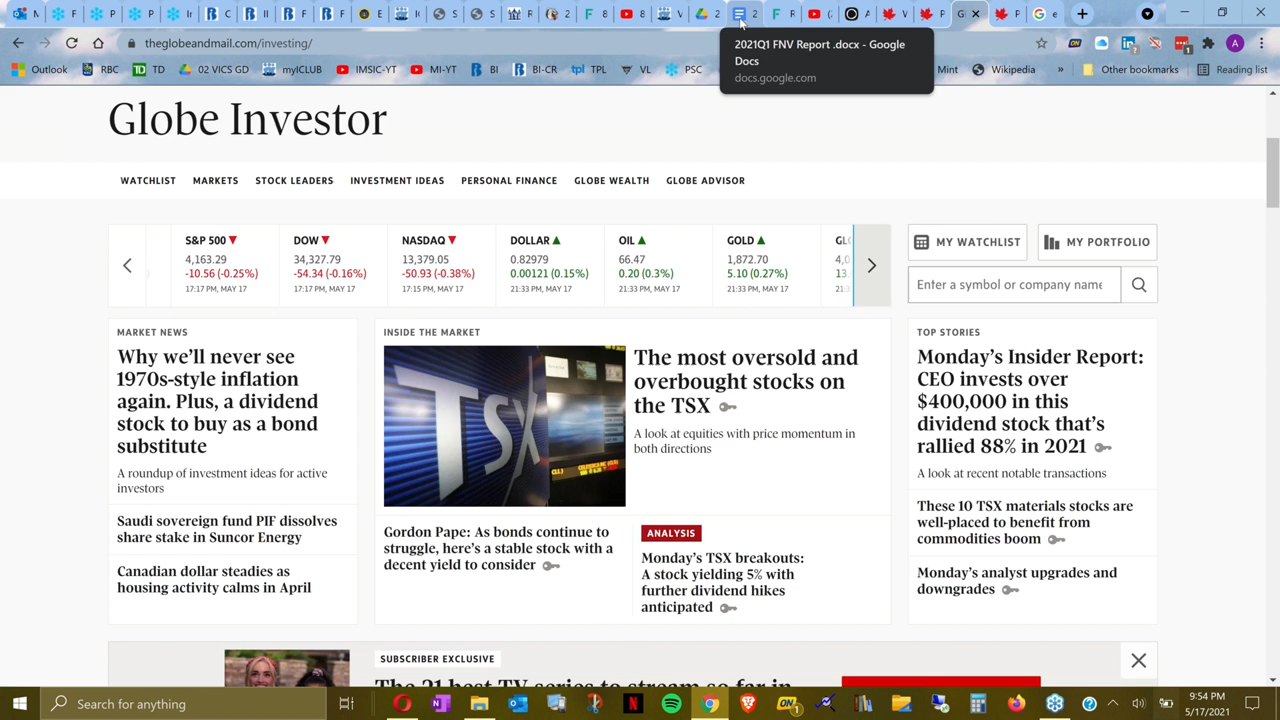 theglobeandmail.com/investing/
2021Q1 FNV Report .docx - Google
Docs
docs.google.com
Outlook
RBC
TD
02 VICS GD
myICLUB
IMSIC-YT
MI-YT
BI
BI-CR
TPL
VL
PSC
Mint
Wikipedia
Other bookmarks
Reading list
Globe Investor
WATCHLIST MARKETS STOCK LEADERS INVESTMENT IDEAS PERSONAL FINANCE GLOBE WEALTH GLOBE ADVISOR
S&P 500
4,163.29
-10.56 (-0.25%)
17:17 PM, MAY 17
DOW
34,327.79
-54.34 (-0.16%)
17:17 PM, MAY 17
NASDAQ
13,379.05
-50.93 (-0.38%)
17:15 PM, MAY 17
DOLLAR
0.82979
0.00121 (0.15%)
21:33 PM, MAY 17
OIL
66.47
0.20 (0.3%)
21:33 PM, MAY 17
GOLD
1,872.70
5.10 (0.27%)
21:33 PM, MAY 17
MY WATCHLIST
MY PORTFOLIO
Enter a symbol or company name
MARKET NEWS
Why we’ll never see
1970s-style inflation
again. Plus, a dividend
stock to buy as a bond
substitute
A roundup of investment ideas for active
investors
Saudi sovereign fund PIF dissolves
share stake in Suncor Energy
Canadian dollar steadies as
housing activity calms in April
INSIDE THE MARKET
TSX
The most oversold and
overbought stocks on
the TSX
A look at equities with price momentum in
both directions
Gordon Pape: As bonds continue to
struggle, here’s a stable stock with a
decent yield to consider
ANALYSIS
Monday’s TSX breakouts:
A stock yielding 5% with
further dividend hikes
anticipated
TOP STORIES
Monday’s Insider Report:
CEO invests over
$400,000 in this
dividend stock that’s
rallied 88% in 2021
A look at recent notable transactions
These 10 TSX materials stocks are
well-placed to benefit from
commodities boom
Monday’s analyst upgrades and
downgrades
SUBSCRIBER EXCLUSIVE
The 21 best TV series to stream so far in
Search for anything
9:54 PM
5/17/2021